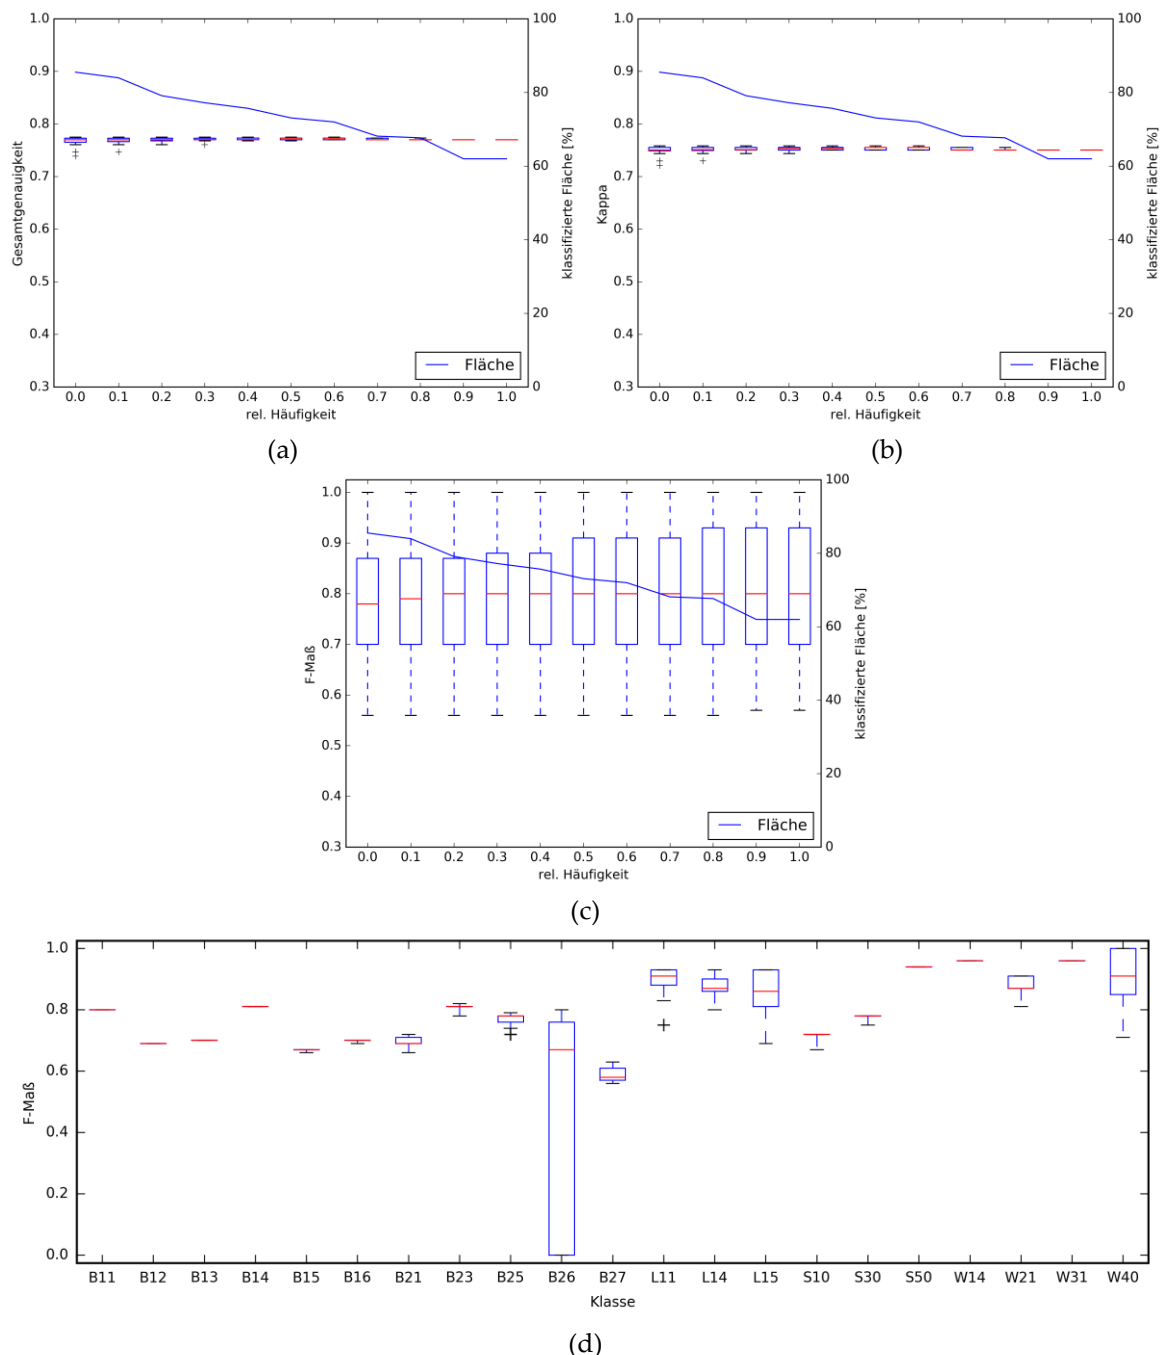 1.0
0.9
0.8
0.7
0.6
0.5
0.4
0.3
Gesamtgenauigkeit
100
80
60
40
20
0
klassifizierte Fläche [%]
Fläche
0.0 0.1 0.2 0.3 0.4 0.5 0.6 0.7 0.8 0.9 1.0
rel. Häufigkeit
(a)
1.0
0.9
0.8
0.7
0.6
0.5
0.4
0.3
Kappa
100
80
60
40
20
0
klassifizierte Fläche [%]
Fläche
0.0 0.1 0.2 0.3 0.4 0.5 0.6 0.7 0.8 0.9 1.0
rel. Häufigkeit
(b)
1.0
0.9
0.8
0.7
0.6
0.5
0.4
0.3
F-Maß
100
80
60
40
20
0
klassifizierte Fläche [%]
Fläche
0.0 0.1 0.2 0.3 0.4 0.5 0.6 0.7 0.8 0.9 1.0
rel. Häufigkeit
(c)
1.0
0.8
0.6
0.4
0.2
0.0
F-Maß
B11 B12 B13 B14 B15 B16 B21 B23 B25 B26 B27 L11 L14 L15 S10 S30 S50 W14 W21 W31 W40
Klasse
(d)